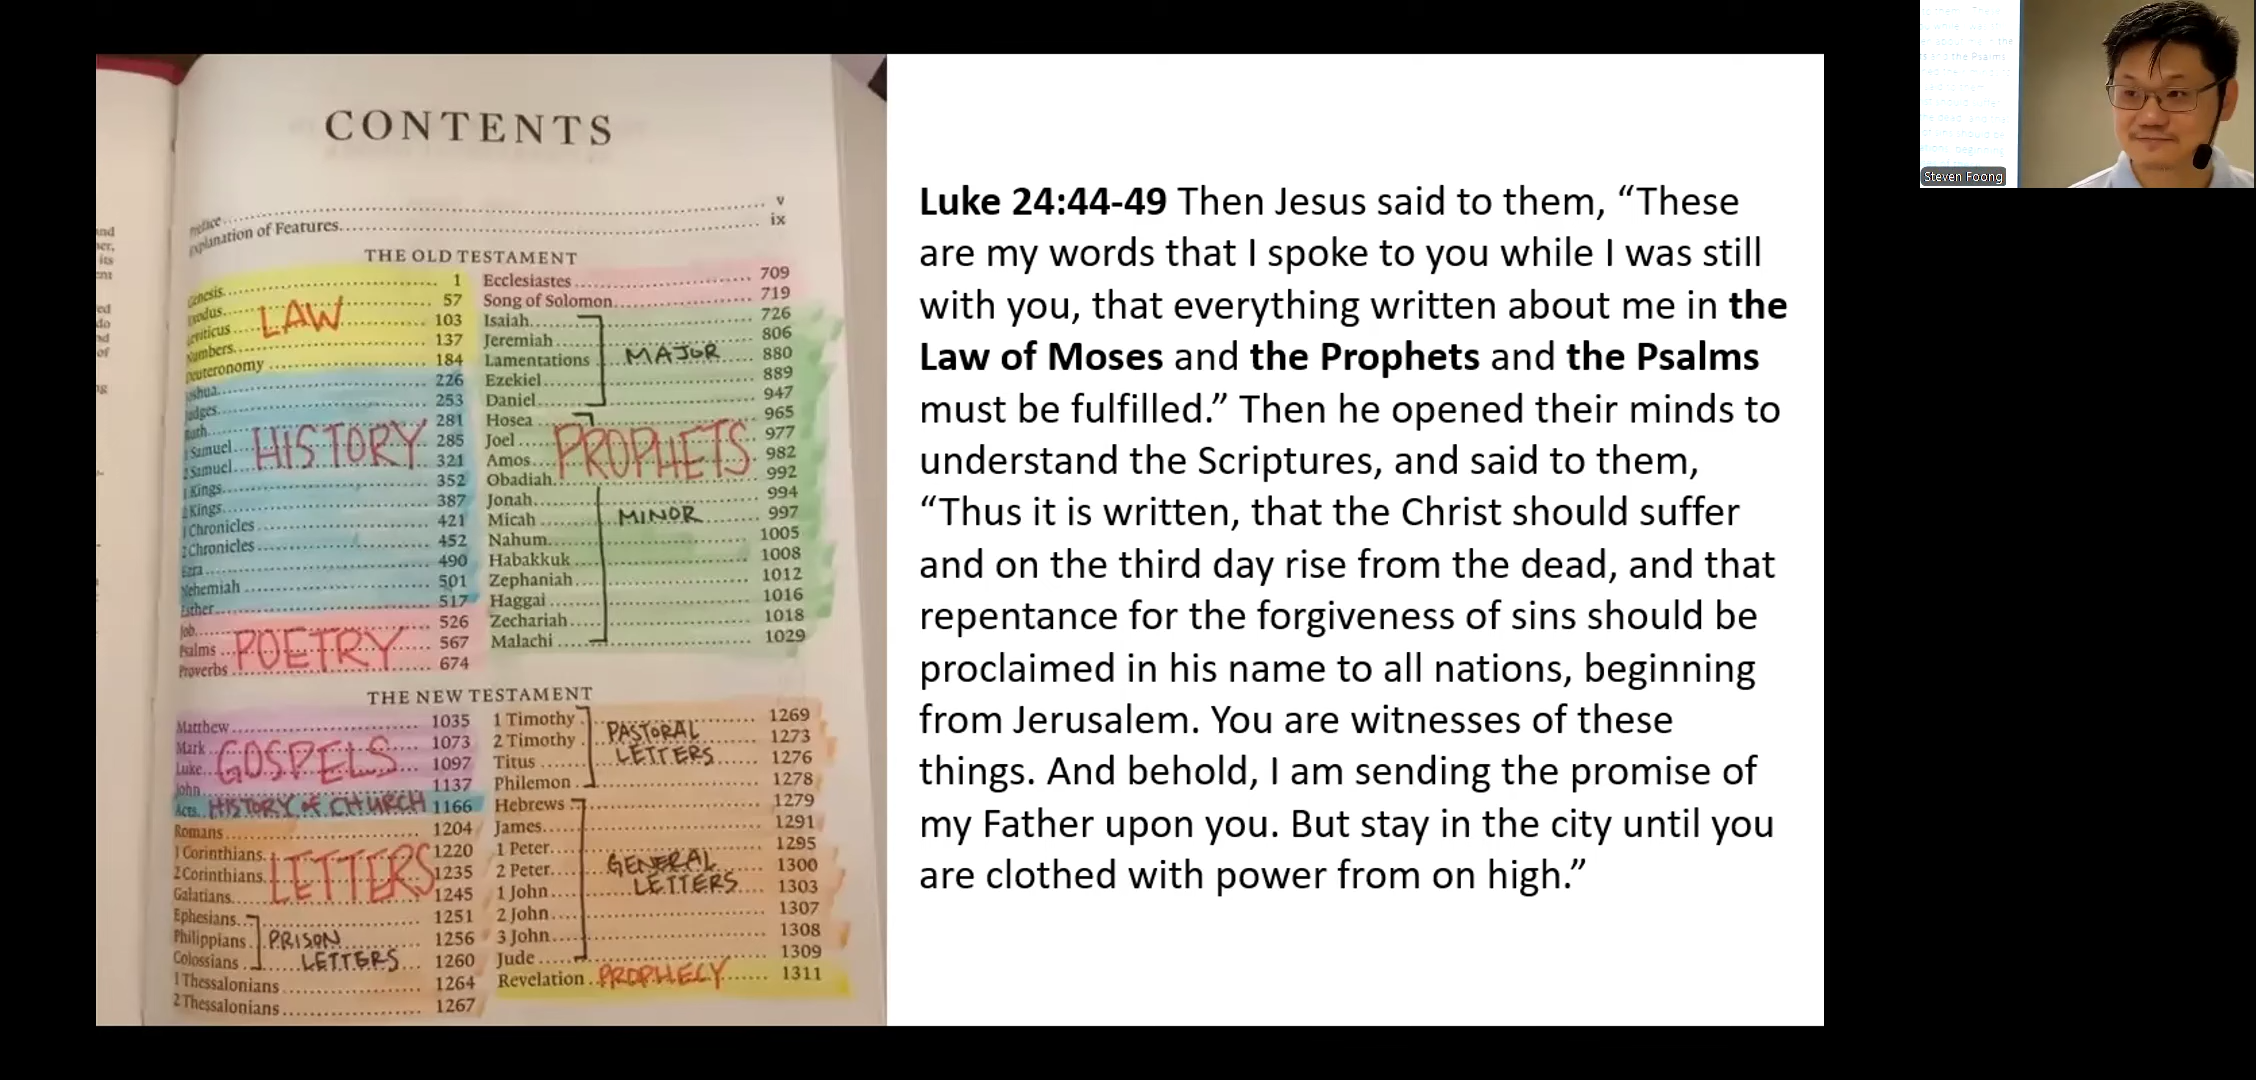 CONTENTS
Preface v
Explanation of Features ix
THE OLD TESTAMENT
Genesis 1
Exodus 57
Leviticus 103
Numbers 137
Deuteronomy 184
LAW
Joshua 226
Judges 253
Ruth 281
1 Samuel 285
2 Samuel 321
1 Kings 352
2 Kings 387
1 Chronicles 421
2 Chronicles 452
Ezra 490
Nehemiah 501
Esther 517
HISTORY
Job 526
Psalms 567
Proverbs 674
POETRY
Ecclesiastes 709
Song of Solomon 719
Isaiah 726
Jeremiah 806
Lamentations 880
Ezekiel 889
Daniel 947
MAJOR
Hosea 965
Joel 977
Amos 982
Obadiah 992
PROPHETS
Jonah 994
Micah 997
Nahum 1005
Habakkuk 1008
Zephaniah 1012
Haggai 1016
Zechariah 1018
Malachi 1029
MINOR
THE NEW TESTAMENT
Matthew 1035
Mark 1073
Luke 1097
John 1137
GOSPELS
Acts HISTORY of CHURCH 1166
Romans 1204
1 Corinthians 1220
2 Corinthians 1235
Galatians 1245
LETTERS
Ephesians 1251
Philippians 1256
Colossians 1260
PRISON
LETTERS
1 Thessalonians 1264
2 Thessalonians 1267
1 Timothy 1269
2 Timothy 1273
Titus 1276
Philemon 1278
PASTORAL
LETTERS
Hebrews 1279
James 1291
1 Peter 1295
2 Peter 1300
1 John 1303
2 John 1307
3 John 1308
Jude 1309
GENERAL
LETTERS
Revelation PROPHECY 1311
Luke 24:44-49 Then Jesus said to them, “These
are my words that I spoke to you while I was still
with you, that everything written about me in the
Law of Moses and the Prophets and the Psalms
must be fulfilled.” Then he opened their minds to
understand the Scriptures, and said to them,
“Thus it is written, that the Christ should suffer
and on the third day rise from the dead, and that
repentance for the forgiveness of sins should be
proclaimed in his name to all nations, beginning
from Jerusalem. You are witnesses of these
things. And behold, I am sending the promise of
my Father upon you. But stay in the city until you
are clothed with power from on high.”
Steven Foong